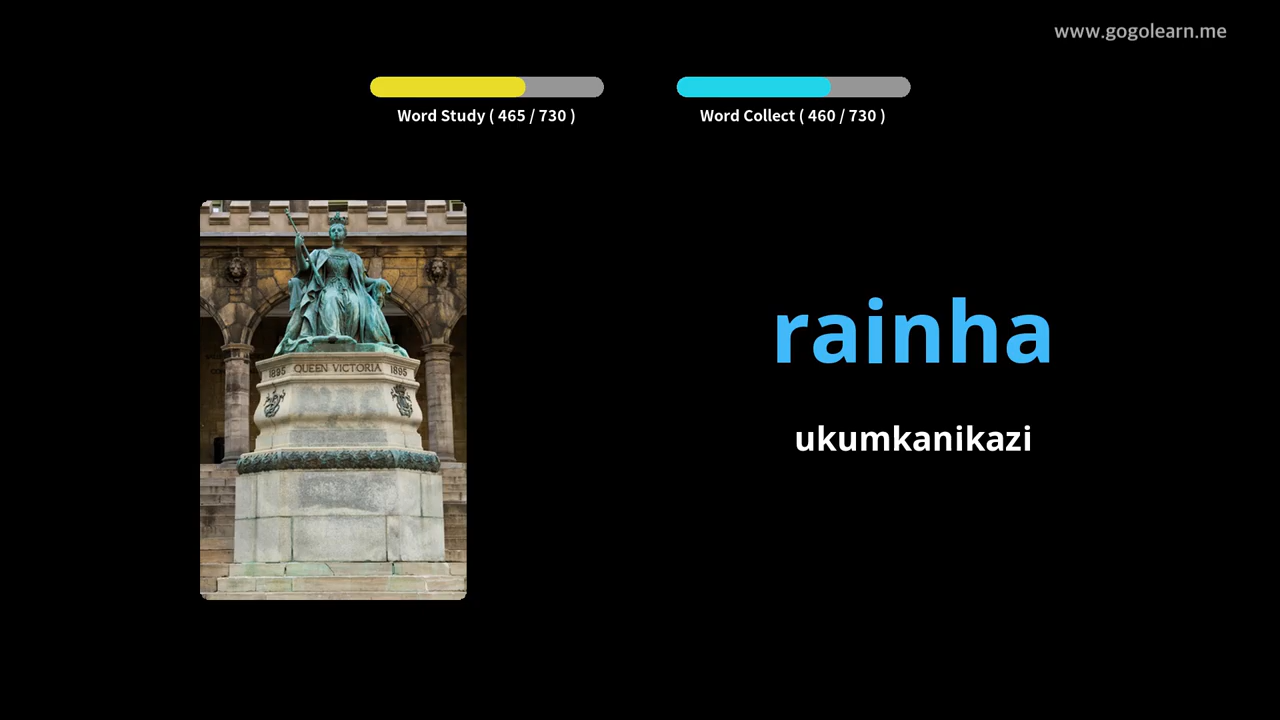 www.gogolearn.me
Word Study ( 465 / 730 )
Word Collect ( 460 / 730 )
1895 QUEEN VICTORIA 1895
rainha
ukumkanikazi